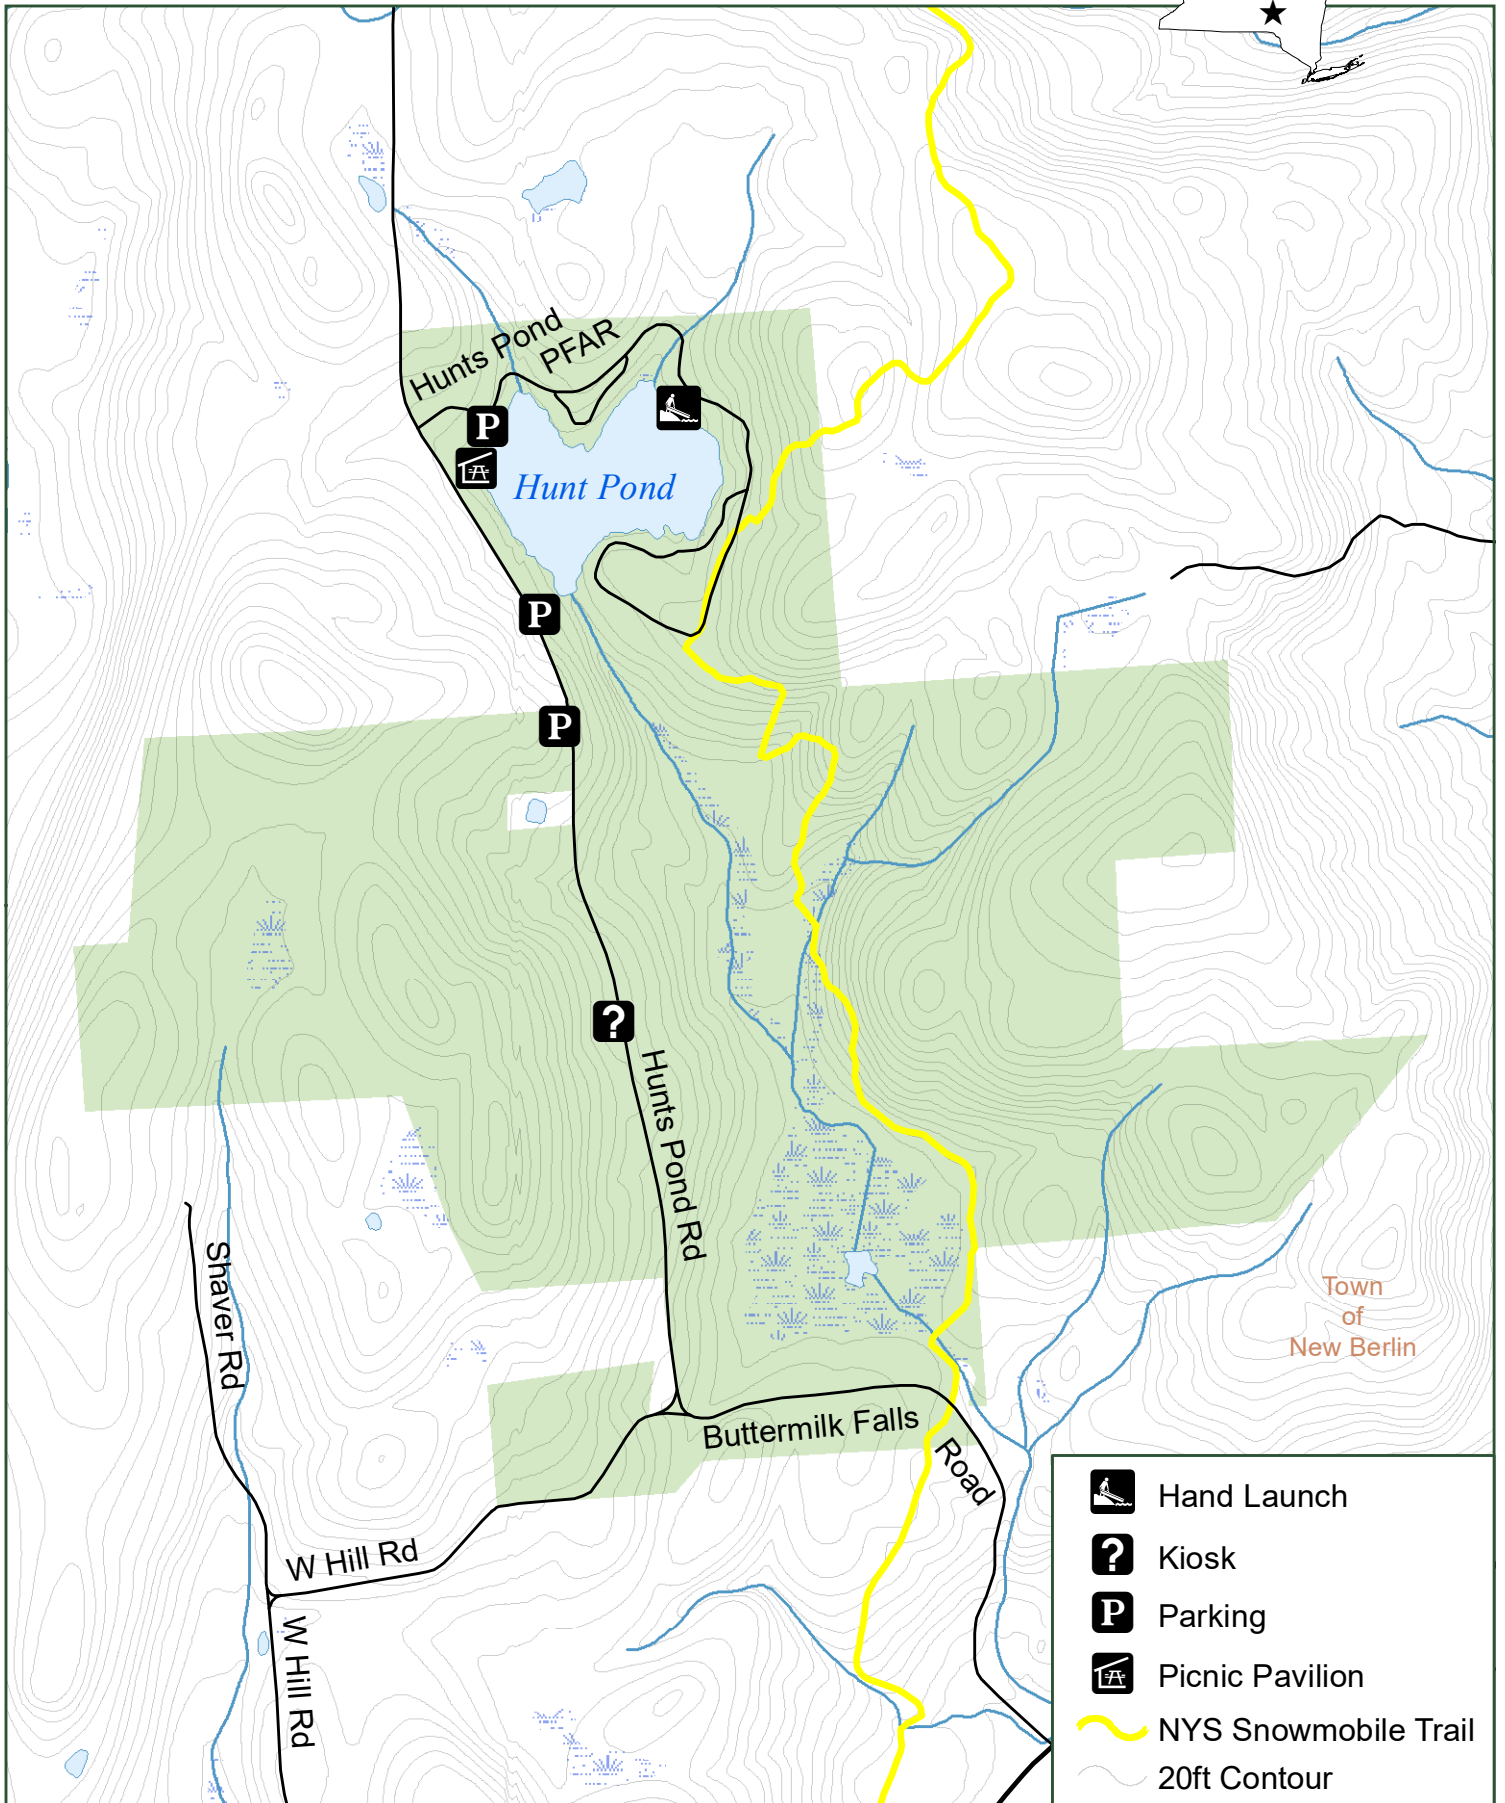 Hunts Pond
PFAR
P
Hunt Pond
P
P
?
Hunts Pond Rd
Shaver Rd
Town
of
New Berlin
Buttermilk Falls
Road
W Hill Rd
W Hill Rd
Hand Launch
? Kiosk
P Parking
Picnic Pavilion
NYS Snowmobile Trail
20ft Contour